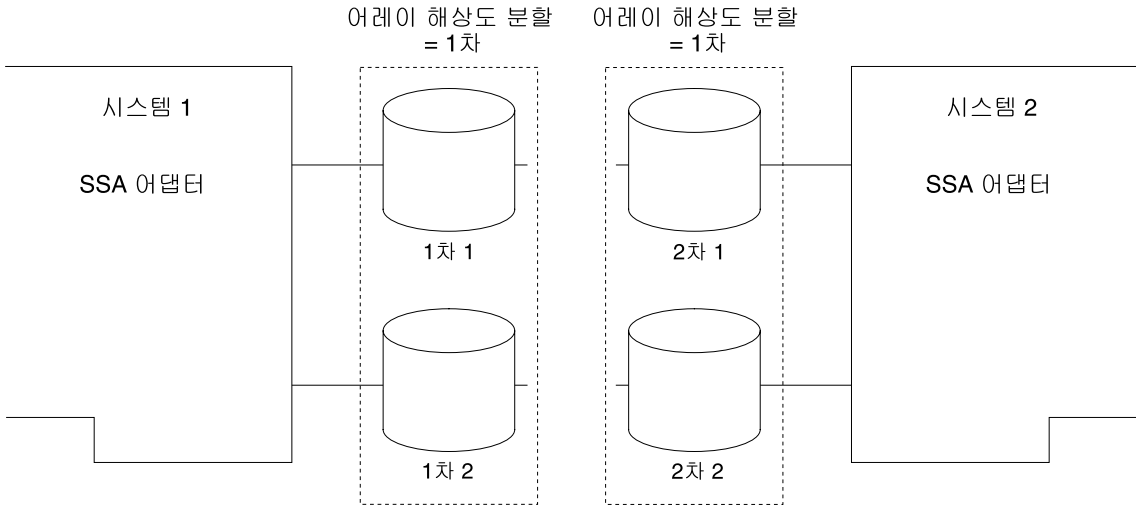 어레이 해상도 분할
= 1차
어레이 해상도 분할
= 1차
시스템 1
SSA 어댑터
시스템 2
SSA 어댑터
1차 1
2차 1
1차 2
2차 2